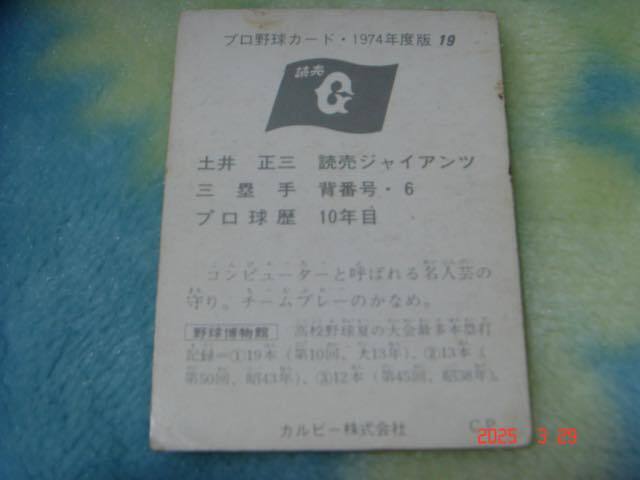 プロ野球カード・1974年度版 19
読売
G
土井 正三 読売ジャイアンツ
三塁手 背番号・6
プロ球歴 10年目
コンピューターと呼ばれる名人芸の
守り。チームプレーのかなめ。
野球博物館 高校野球夏の大会最多本塁打
記録—①19本(第10回、大13年)、②13本(
第50回、昭43年)、③12本(第45回、昭38年)。
カルビー株式会社
C.P.
2025 3 29